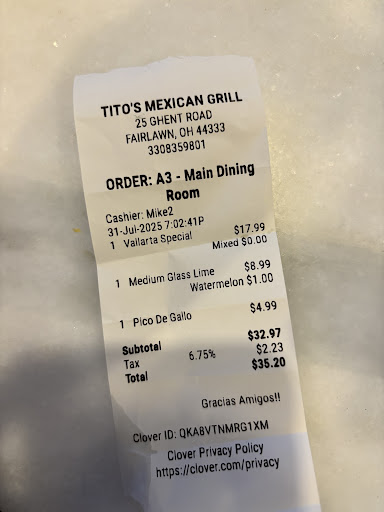 TITO'S MEXICAN GRILL
25 GHENT ROAD
FAIRLAWN, OH 44333
3308359801
ORDER: A3 - Main Dining
Room
Cashier: Mike2
31-Jul-2025 7:02:41P
1 Vallarta Special $17.99
Mixed $0.00
1 Medium Glass Lime $8.99
Watermelon $1.00
1 Pico De Gallo $4.99
Subtotal $32.97
Tax 6.75% $2.23
Total $35.20
Gracias Amigos!!
Clover ID: QKA8VTNMRG1XM
Clover Privacy Policy
https://clover.com/privacy